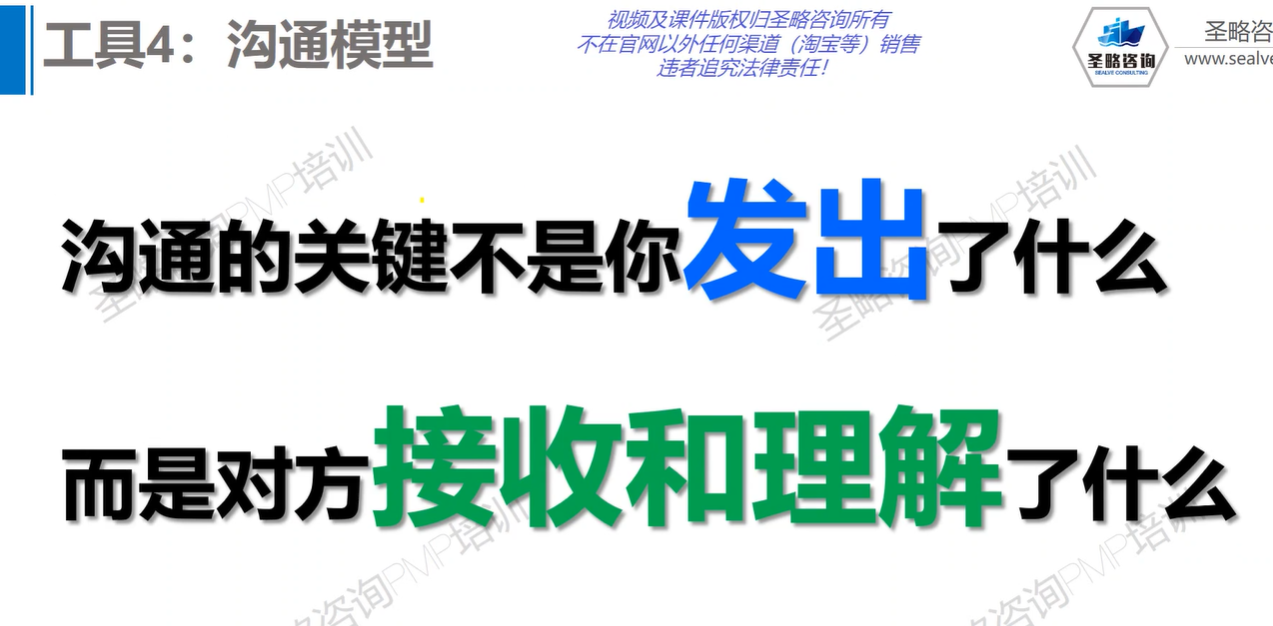 工具4：沟通模型
视频及课件版权归圣略咨询所有
不在官网以外任何渠道（淘宝等）销售
违者追究法律责任！
圣略咨询
SEALVE CONSULTING
圣略咨
www.sealve
沟通的关键不是你发出了什么
而是对方接收和理解了什么
圣略咨询PMP培训
圣略咨询PMP培训
略咨询PMP培训
略咨询PMP培训